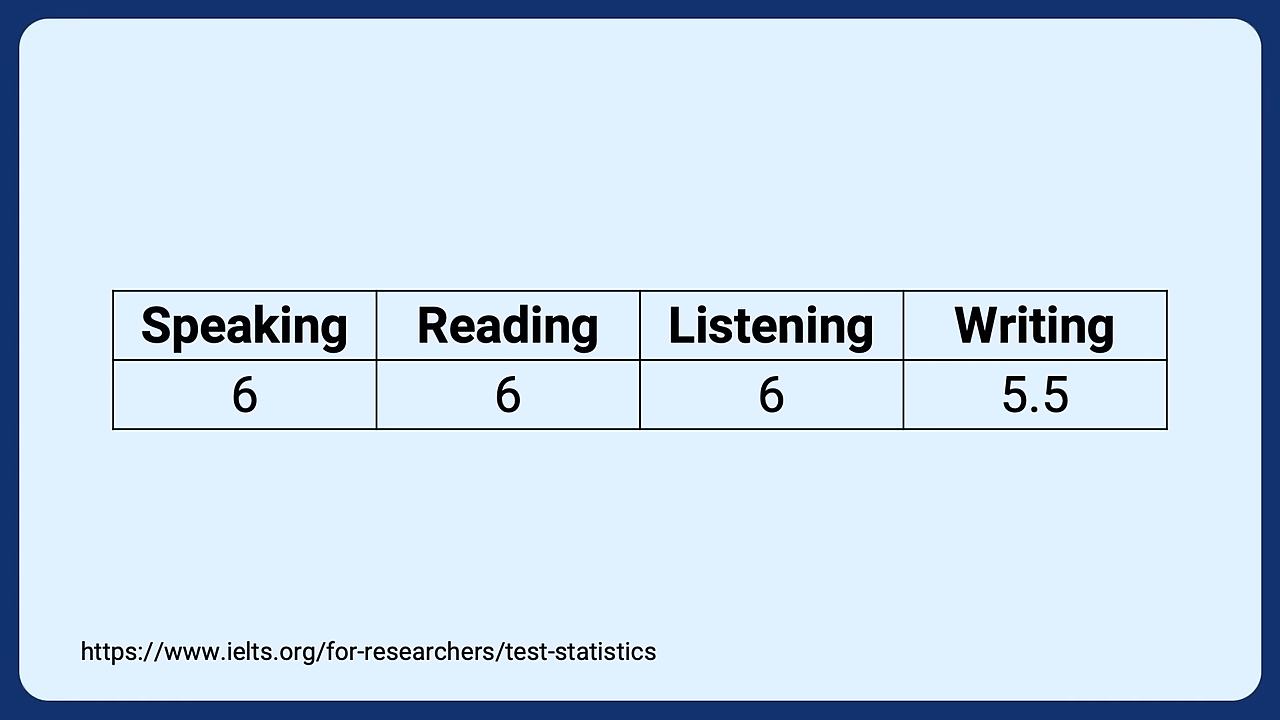 Speaking Reading Listening Writing
6 6 6 5.5
https://www.ielts.org/for-researchers/test-statistics